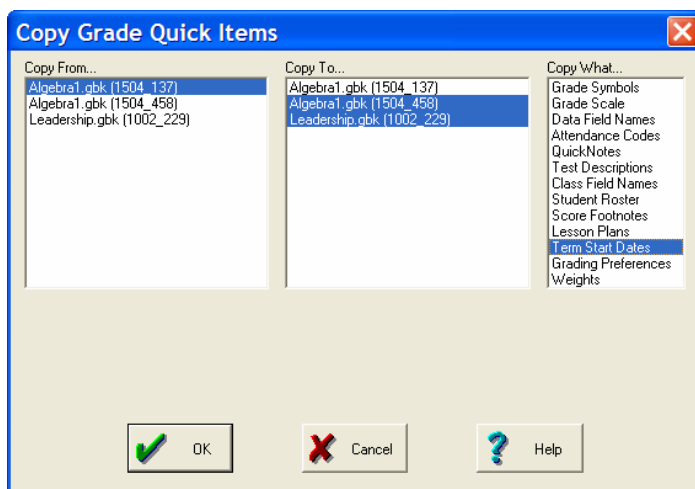 Copy Grade Quick Items
Copy From...
Algebra1.gbk (1504_137)
Algebra1.gbk (1504_458)
Leadership.gbk (1002_229)
Copy To...
Algebra1.gbk (1504_137)
Algebra1.gbk (1504_458)
Leadership.gbk (1002_229)
Copy What...
Grade Symbols
Grade Scale
Data Field Names
Attendance Codes
QuickNotes
Test Descriptions
Class Field Names
Student Roster
Score Footnotes
Lesson Plans
Term Start Dates
Grading Preferences
Weights
OK
Cancel
Help